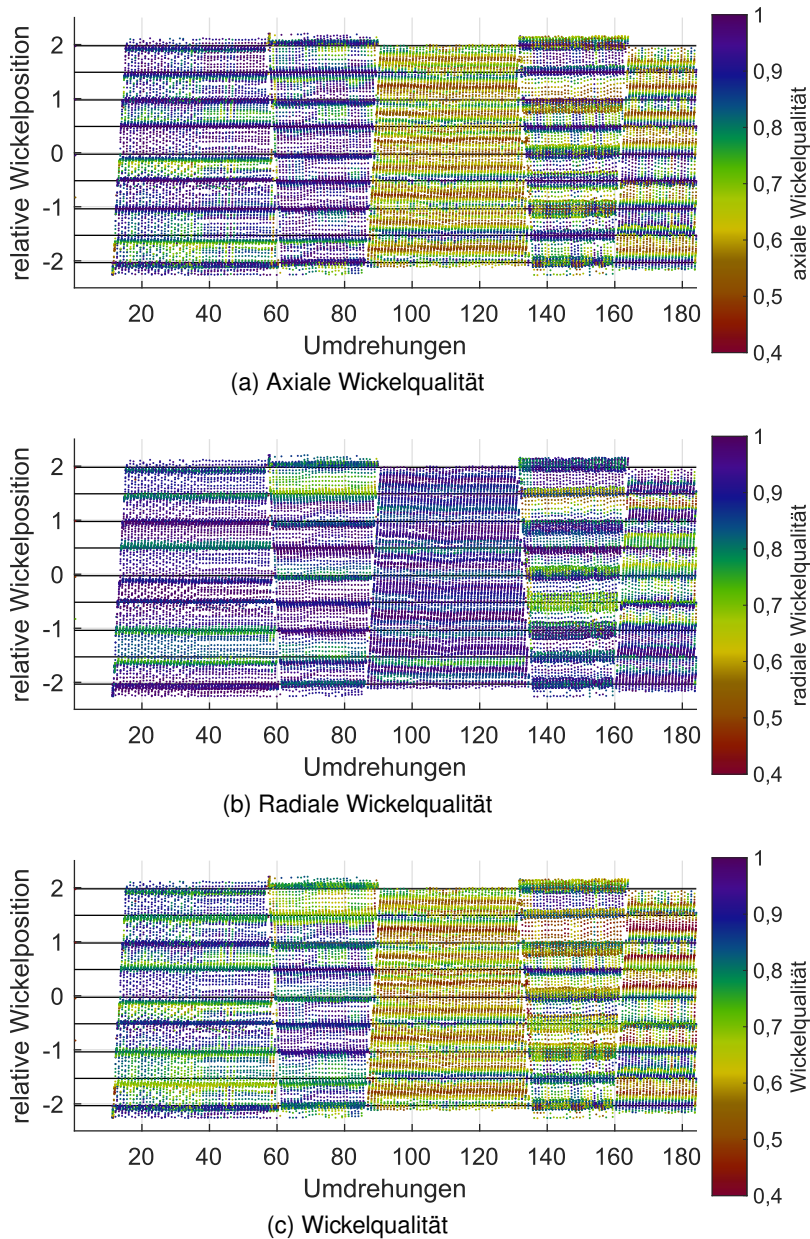 1
2
0,9
1
0,8
0
0,7
-1
0,6
-2
0,5
0,4
relative Wickelposition
axiale Wickelqualität
20 40 60 80 100 120 140 160 180
Umdrehungen
(a) Axiale Wickelqualität
1
2
0,9
1
0,8
0
0,7
-1
0,6
-2
0,5
0,4
relative Wickelposition
radiale Wickelqualität
20 40 60 80 100 120 140 160 180
Umdrehungen
(b) Radiale Wickelqualität
1
2
0,9
1
0,8
0
0,7
-1
0,6
-2
0,5
0,4
relative Wickelposition
Wickelqualität
20 40 60 80 100 120 140 160 180
Umdrehungen
(c) Wickelqualität